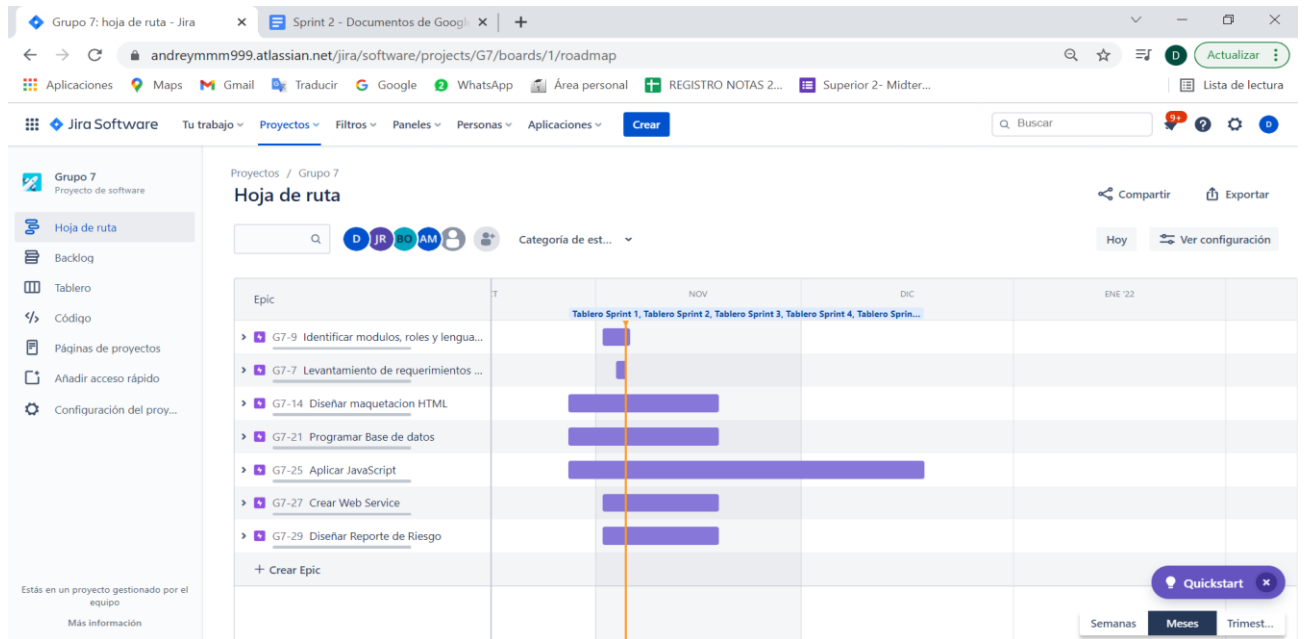 Grupo 7: hoja de ruta - Jira
Sprint 2 - Documentos de Googl
andreymmm999.atlassian.net/jira/software/projects/G7/boards/1/roadmap
D
Actualizar
Aplicaciones Maps Gmail Traducir Google WhatsApp Área personal REGISTRO NOTAS 2... Superior 2- Midter...
Lista de lectura
Jira Software Tu trabajo Proyectos Filtros Paneles Personas Aplicaciones Crear
Buscar
9+
D
Grupo 7
Proyecto de software
Hoja de ruta
Backlog
Tablero
Código
Páginas de proyectos
Añadir acceso rápido
Configuración del proy...
Estás en un proyecto gestionado por el
equipo
Más información
Proyectos / Grupo 7
Hoja de ruta
Compartir Exportar
D JR BO AM Categoría de est...
Hoy Ver configuración
Epic
T NOV DIC ENE '22
Tablero Sprint 1, Tablero Sprint 2, Tablero Sprint 3, Tablero Sprint 4, Tablero Sprin...
G7-9 Identificar modulos, roles y lengua...
G7-7 Levantamiento de requerimientos ...
G7-14 Diseñar maquetacion HTML
G7-21 Programar Base de datos
G7-25 Aplicar JavaScript
G7-27 Crear Web Service
G7-29 Diseñar Reporte de Riesgo
+ Crear Epic
Quickstart
Semanas Meses Trimest...